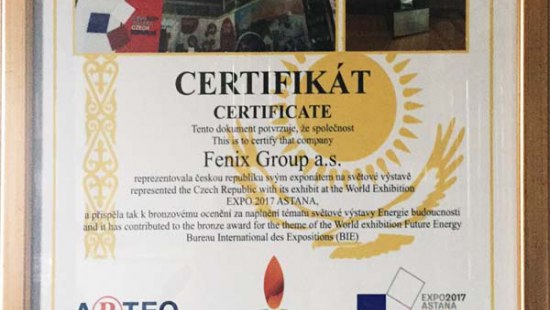 CZECH
CERTIFIKÁT
CERTIFICATE
Tento dokument potvrzuje, že společnost
This is to certify that company
Fenix Group a.s.
reprezentovala českou republiku svým exponátem na světové výstavě
represented the Czech Republic with its exhibit at the World Exhibition
EXPO 2017 ASTANA,
a přispěla tak k bronzovému ocenění za naplnění tématu světové výstavy Energie budoucnosti
and it has contributed to the bronze award for the theme of the World exhibition Future Energy
Bureau International des Expositions (BIE)
EXPO2017
ASTANA